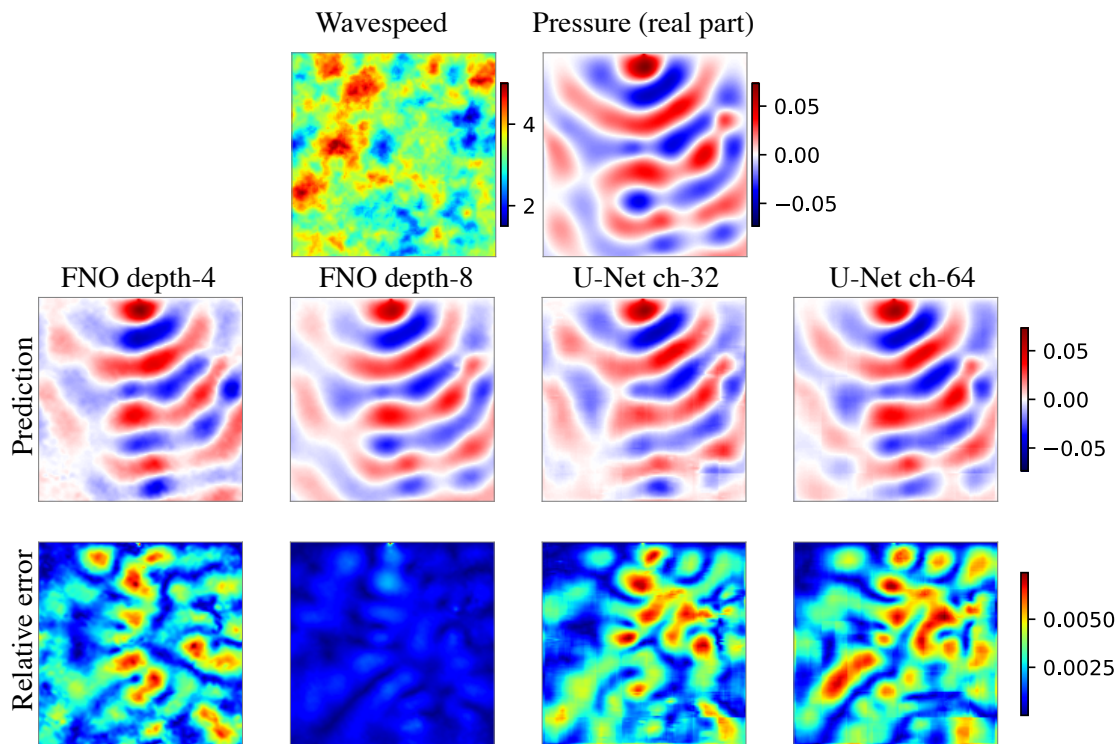 Wavespeed
Pressure (real part)
4
2
0.05
0.00
−0.05
FNO depth-4
FNO depth-8
U-Net ch-32
U-Net ch-64
Prediction
0.05
0.00
−0.05
Relative error
0.0050
0.0025